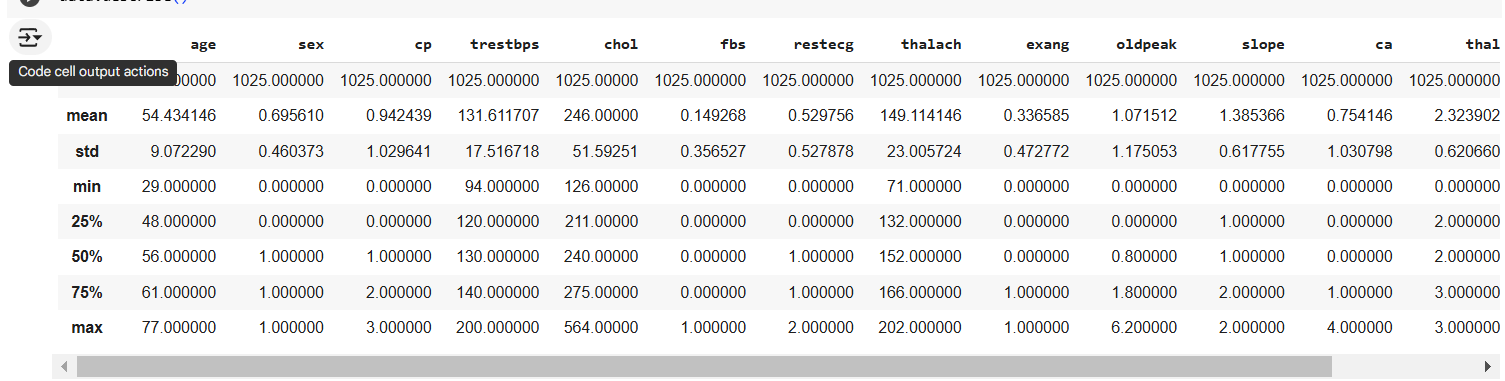 age sex cp trestbps chol fbs restecg thalach exang oldpeak slope ca thal
Code cell output actions
1025.000000 1025.000000 1025.000000 1025.00000 1025.000000 1025.000000 1025.000000 1025.000000 1025.000000 1025.000000 1025.000000 1025.000000
mean 54.434146 0.695610 0.942439 131.611707 246.00000 0.149268 0.529756 149.114146 0.336585 1.071512 1.385366 0.754146 2.323902
std 9.072290 0.460373 1.029641 17.516718 51.59251 0.356527 0.527878 23.005724 0.472772 1.175053 0.617755 1.030798 0.620660
min 29.000000 0.000000 0.000000 94.000000 126.00000 0.000000 0.000000 71.000000 0.000000 0.000000 0.000000 0.000000 0.000000
25% 48.000000 0.000000 0.000000 120.000000 211.00000 0.000000 0.000000 132.000000 0.000000 0.000000 1.000000 0.000000 2.000000
50% 56.000000 1.000000 1.000000 130.000000 240.00000 0.000000 1.000000 152.000000 0.000000 0.800000 1.000000 0.000000 2.000000
75% 61.000000 1.000000 2.000000 140.000000 275.00000 0.000000 1.000000 166.000000 1.000000 1.800000 2.000000 1.000000 3.000000
max 77.000000 1.000000 3.000000 200.000000 564.00000 1.000000 2.000000 202.000000 1.000000 6.200000 2.000000 4.000000 3.000000